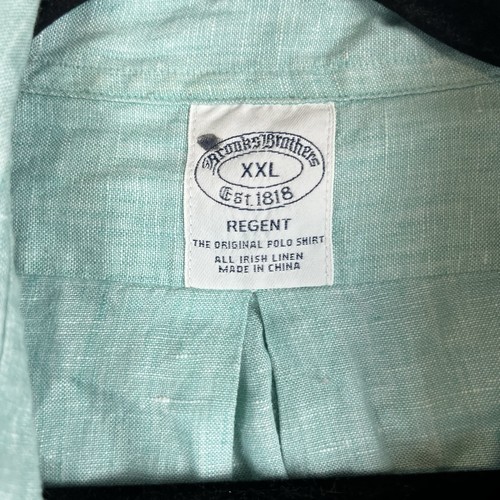 Brooks Brothers
XXL
Est. 1818
REGENT
THE ORIGINAL POLO SHIRT
ALL IRISH LINEN
MADE IN CHINA